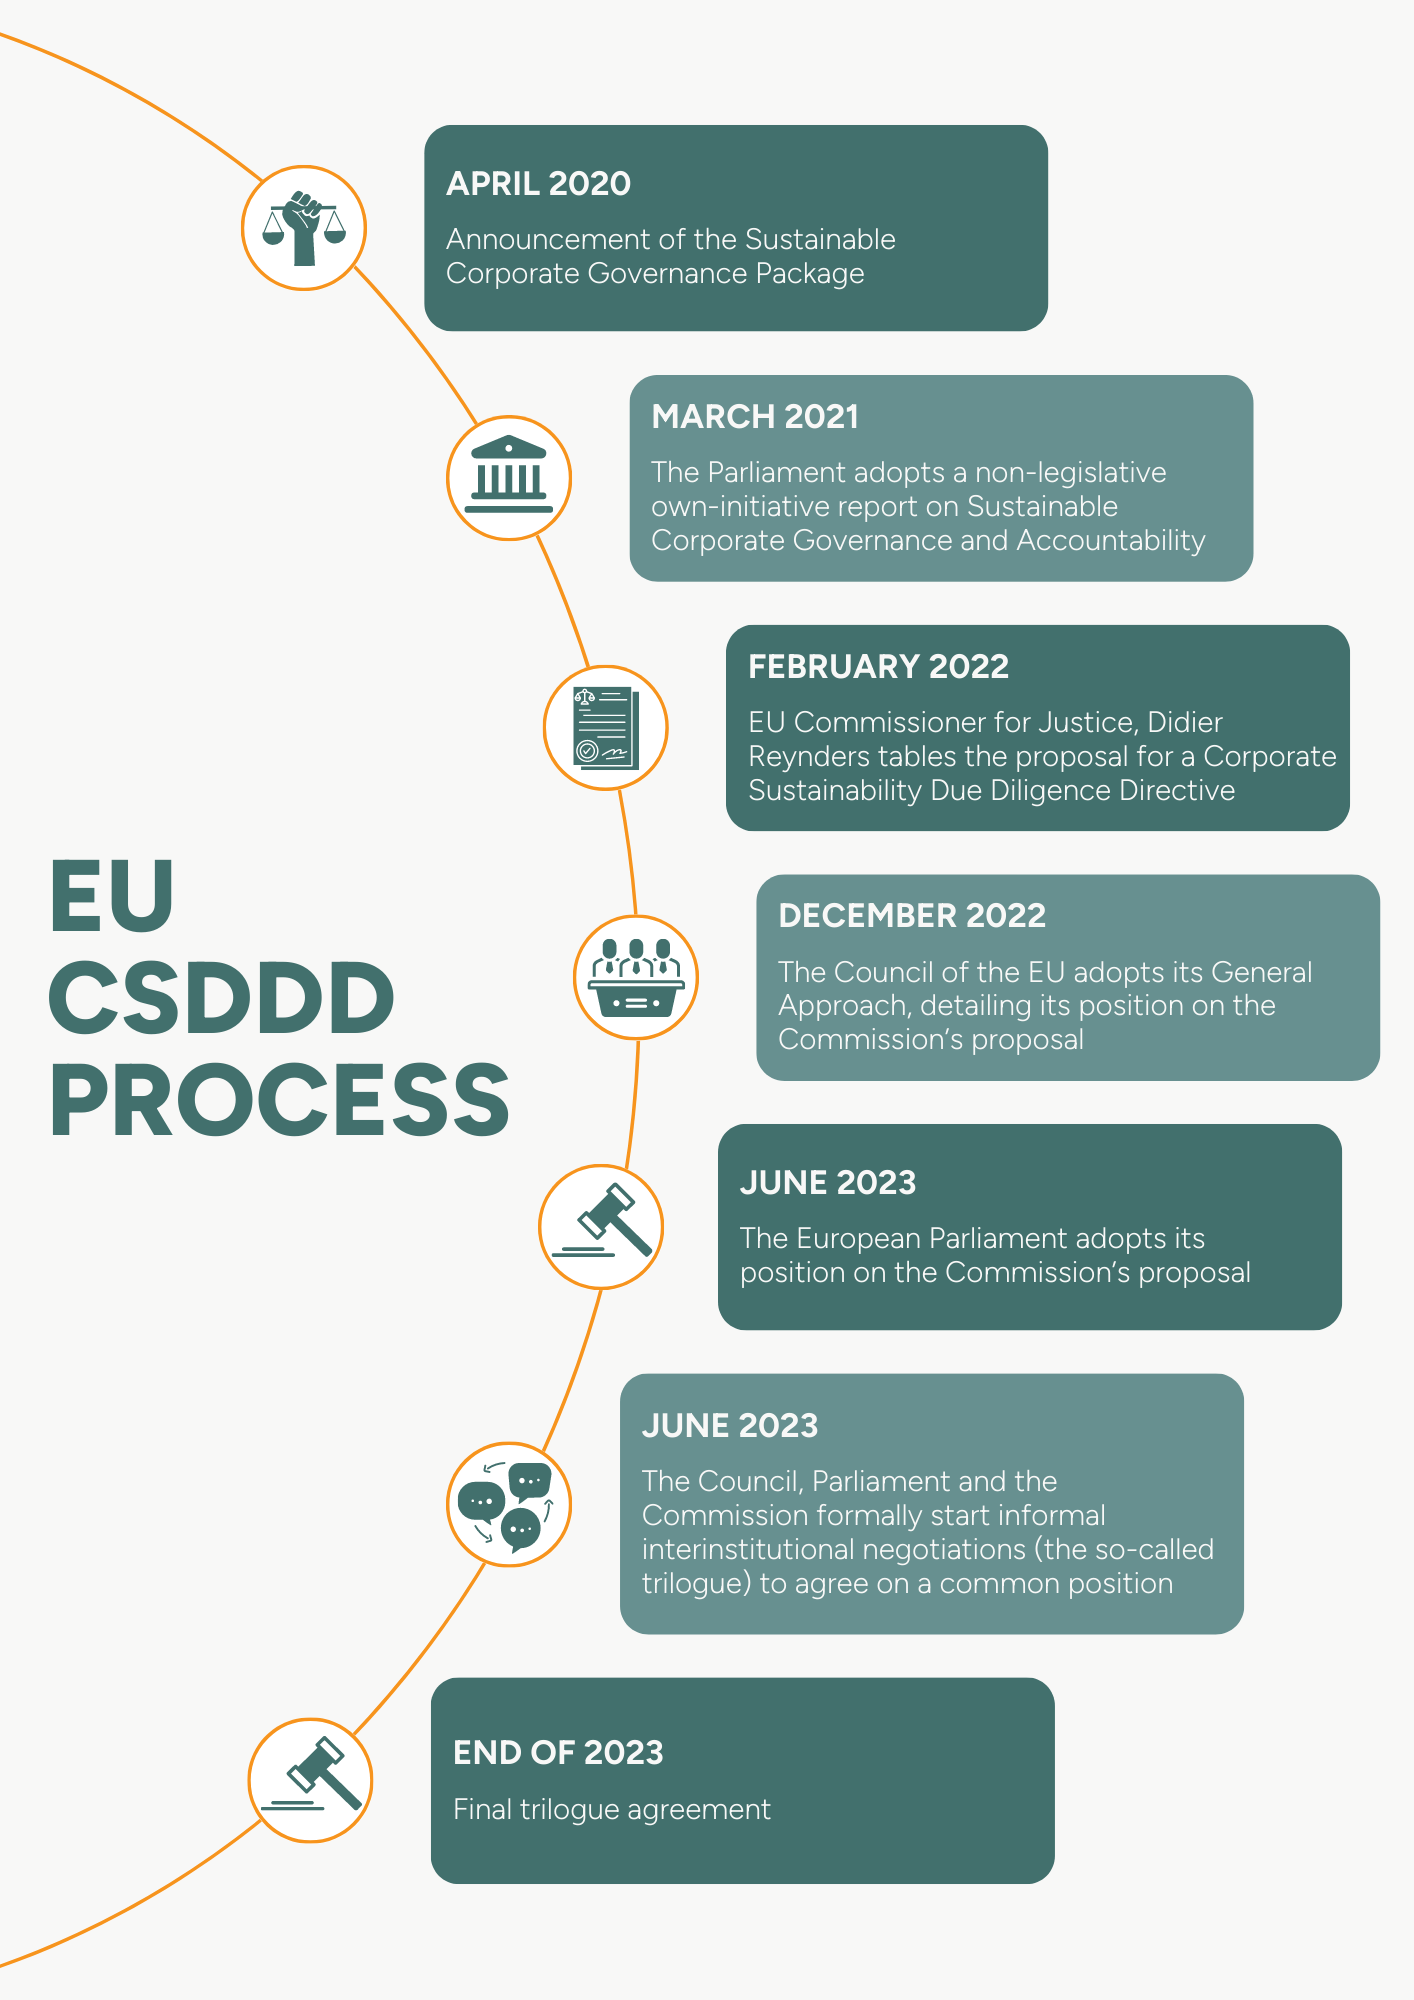 APRIL 2020
Announcement of the Sustainable
Corporate Governance Package
MARCH 2021
The Parliament adopts a non-legislative
own-initiative report on Sustainable
Corporate Governance and Accountability
FEBRUARY 2022
EU Commissioner for Justice, Didier
Reynders tables the proposal for a Corporate
Sustainability Due Diligence Directive
EU
CSDDD
PROCESS
DECEMBER 2022
The Council of the EU adopts its General
Approach, detailing its position on the
Commission’s proposal
JUNE 2023
The European Parliament adopts its
position on the Commission’s proposal
JUNE 2023
The Council, Parliament and the
Commission formally start informal
interinstitutional negotiations (the so-called
trilogue) to agree on a common position
END OF 2023
Final trilogue agreement